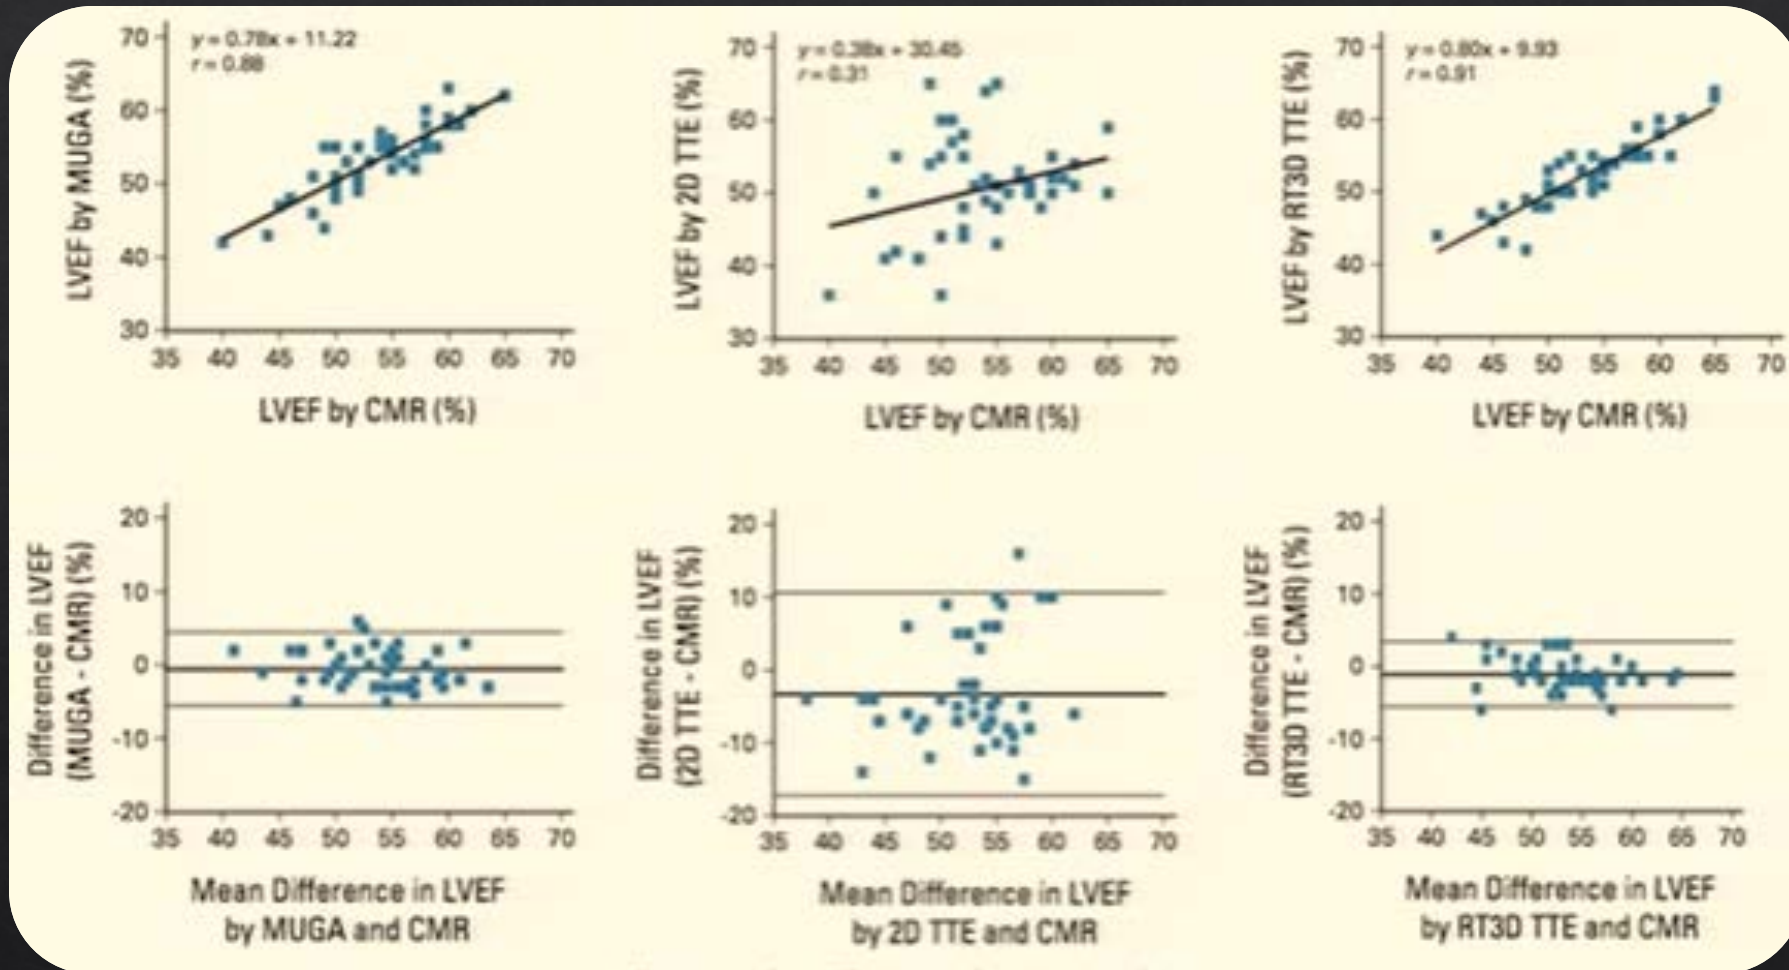 y = 0.78x + 11.22
r = 0.88
LVEF by MUGA (%)
70
60
50
40
30
35 40 45 50 55 60 65 70
LVEF by CMR (%)
y = 0.38x + 30.45
r = 0.31
LVEF by 2D TTE (%)
70
60
50
40
30
35 40 45 50 55 60 65 70
LVEF by CMR (%)
y = 0.80x + 9.93
r = 0.91
LVEF by RT3D TTE (%)
70
60
50
40
30
35 40 45 50 55 60 65 70
LVEF by CMR (%)
Difference in LVEF
(MUGA - CMR) (%)
20
10
0
-10
-20
35 40 45 50 55 60 65 70
Mean Difference in LVEF
by MUGA and CMR
Difference in LVEF
(2D TTE - CMR) (%)
20
10
0
-10
-20
35 40 45 50 55 60 65 70
Mean Difference in LVEF
by 2D TTE and CMR
Difference in LVEF
(RT3D TTE - CMR) (%)
20
10
0
-10
-20
35 40 45 50 55 60 65 70
Mean Difference in LVEF
by RT3D TTE and CMR